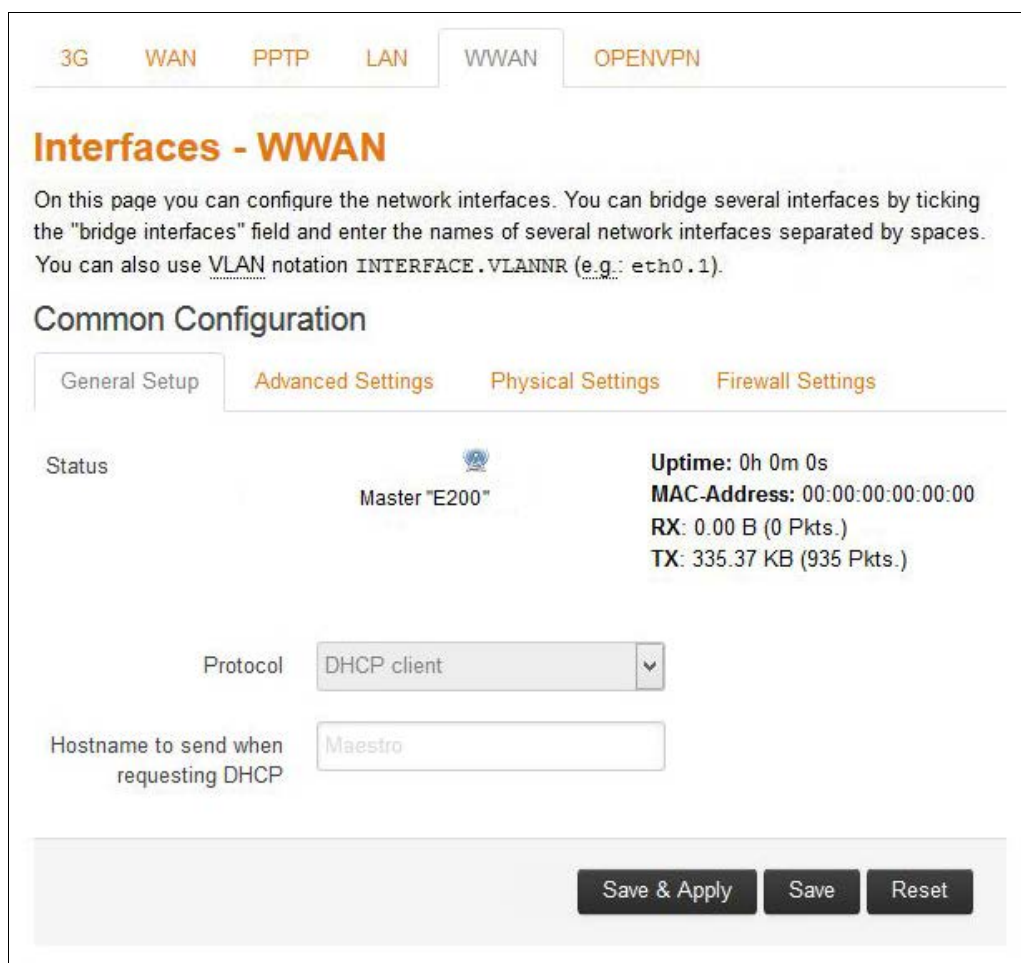 3G WAN PPTP LAN WWAN OPENVPN
Interfaces - WWAN
On this page you can configure the network interfaces. You can bridge several interfaces by ticking
the "bridge interfaces" field and enter the names of several network interfaces separated by spaces.
You can also use VLAN notation INTERFACE.VLANNR (e.g.: eth0.1).
Common Configuration
General Setup Advanced Settings Physical Settings Firewall Settings
Status
Master "E200"
Uptime: 0h 0m 0s
MAC-Address: 00:00:00:00:00:00
RX: 0.00 B (0 Pkts.)
TX: 335.37 KB (935 Pkts.)
Protocol DHCP client
Hostname to send when
requesting DHCP
Maestro
Save & Apply Save Reset